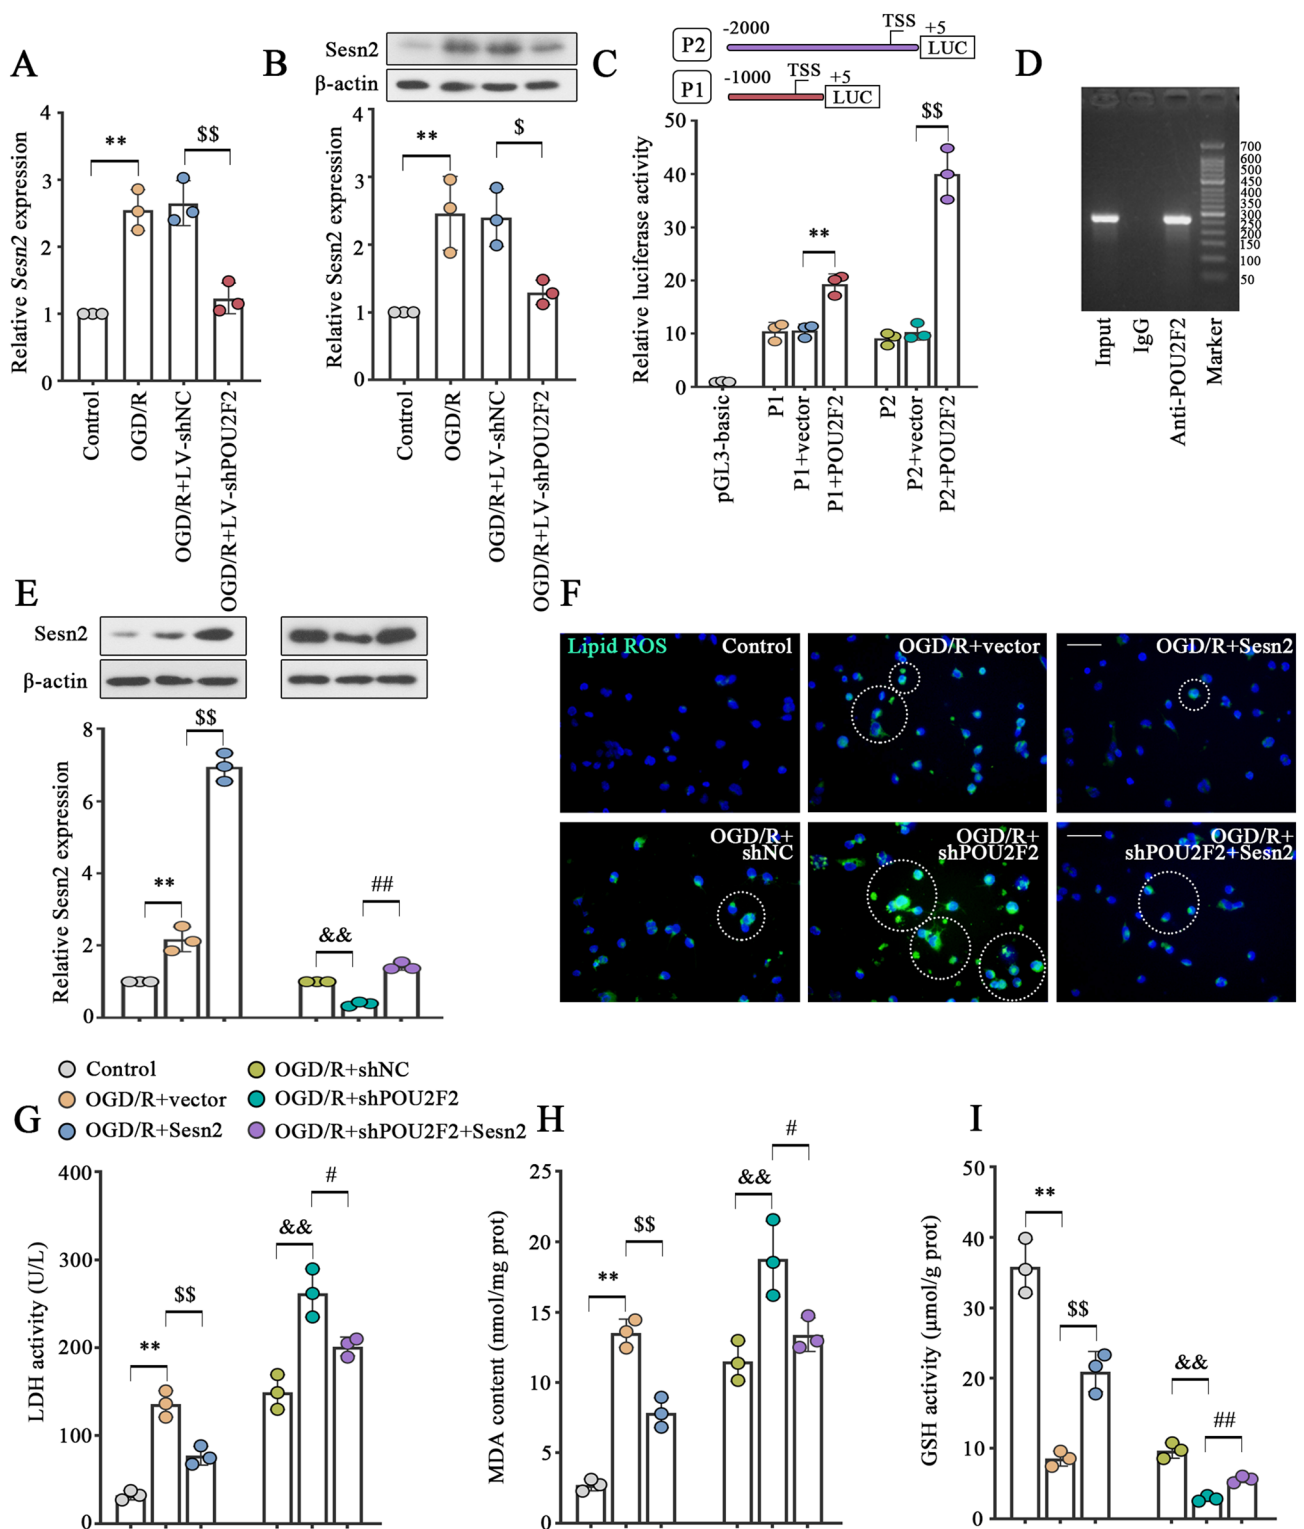 A
Relative Sesn2 expression
4
3
2
1
0
**
$$
Control
OGD/R
OGD/R+LV-shNC
OGD/R+LV-shPOU2F2
B
Sesn2
β-actin
Relative Sesn2 expression
4
3
2
1
0
**
$
Control
OGD/R
OGD/R+LV-shNC
OGD/R+LV-shPOU2F2
C
P2
-2000
TSS
+5
LUC
P1
-1000
TSS
+5
LUC
Relative luciferase activity
50
40
30
20
10
0
**
$$
pGL3-basic
P1
P1+vector
P1+POU2F2
P2
P2+vector
P2+POU2F2
D
700
600
500
450
400
350
300
250
200
150
100
50
Input
IgG
Anti-POU2F2
Marker
E
Sesn2
β-actin
Relative Sesn2 expression
8
6
4
2
0
**
$$
&&
##
F
Lipid ROS
Control
OGD/R+vector
OGD/R+Sesn2
OGD/R+
shNC
OGD/R+
shPOU2F2
OGD/R+
shPOU2F2+Sesn2
Control
OGD/R+vector
OGD/R+Sesn2
OGD/R+shNC
OGD/R+shPOU2F2
OGD/R+shPOU2F2+Sesn2
G
LDH activity (U/L)
400
300
200
100
0
**
$$
&&
#
H
MDA content (nmol/mg prot)
25
20
15
10
5
0
**
$$
&&
#
I
GSH activity (μmol/g prot)
50
40
30
20
10
0
**
$$
&&
##